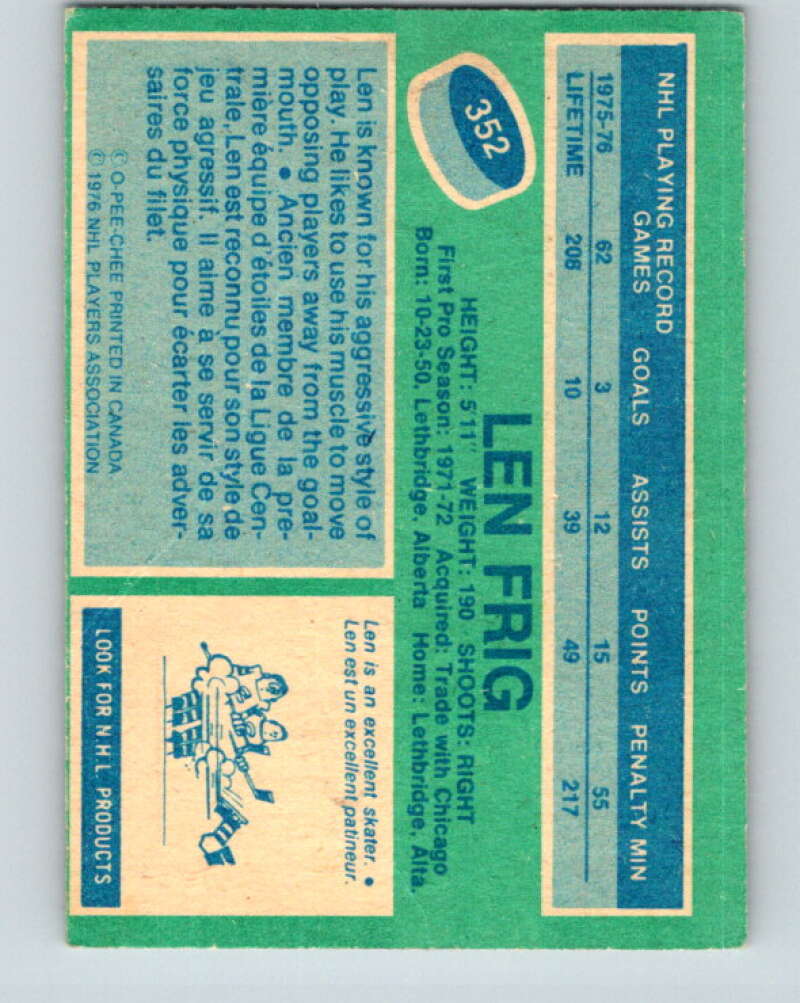 NHL PLAYING RECORD
GAMES GOALS ASSISTS POINTS PENALTY MIN
1975-76 62 3 12 15 55
LIFETIME 206 10 39 49 217
352
LEN FRIG
HEIGHT: 5'11' WEIGHT: 190 SHOOTS: RIGHT
First Pro Season: 1971-72 Acquired: Trade with Chicago
Born: 10-23-50, Lethbridge, Alberta Home: Lethbridge, Alta.
Len is known for his aggressive style of
play. He likes to use his muscle to move
opposing players away from the goal-
mouth. • Ancien membre de la pre-
mière équipe d'étoiles de la Ligue Cen-
trale, Len est reconnu pour son style de
jeu agressif. Il aime à se servir de sa
force physique pour écarter les adver-
saires du filet.
© O-PEE-CHEE PRINTED IN CANADA
© 1976 NHL PLAYERS ASSOCIATION
Len is an excellent skater. •
Len est un excellent patineur.
LOOK FOR N.H.L. PRODUCTS